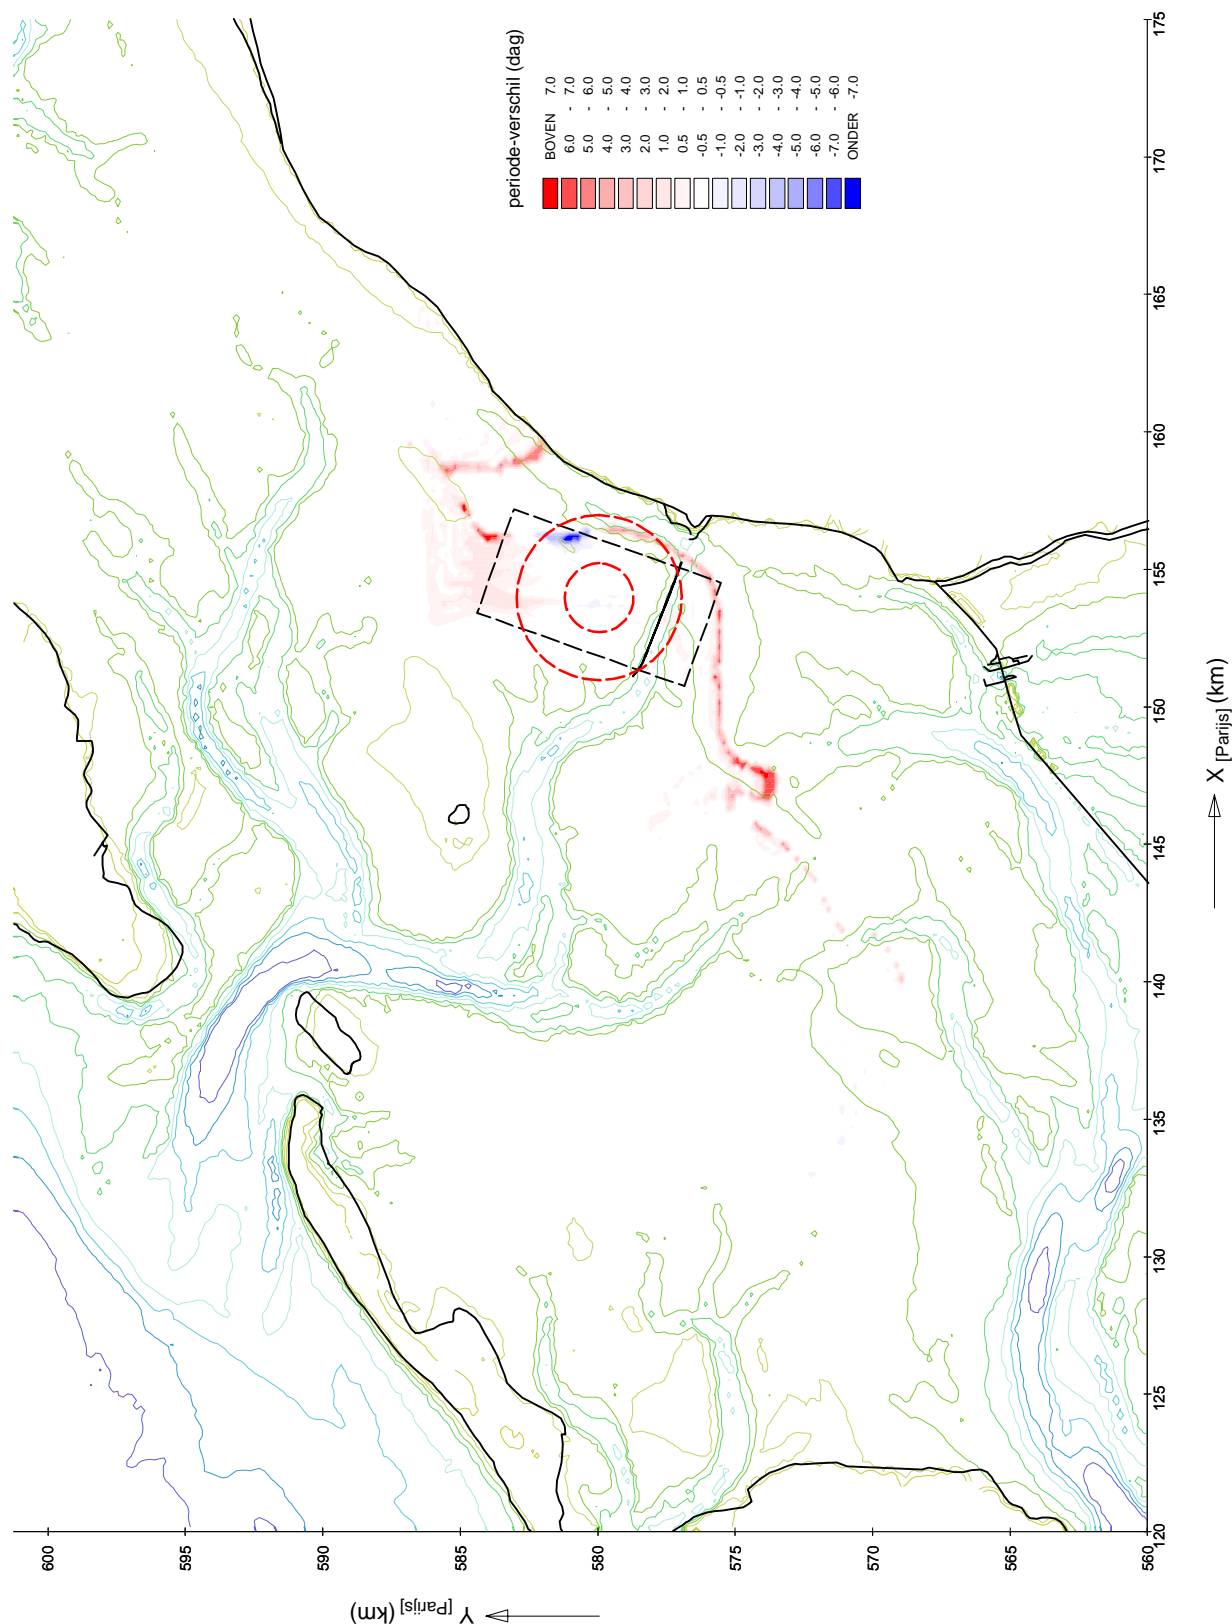 periode-verschil (dag)
BOVEN 7.0
6.0 - 7.0
5.0 - 6.0
4.0 - 5.0
3.0 - 4.0
2.0 - 3.0
1.0 - 2.0
0.5 - 1.0
-0.5 - 0.5
-1.0 - -0.5
-2.0 - -1.0
-3.0 - -2.0
-4.0 - -3.0
-5.0 - -4.0
-6.0 - -5.0
-7.0 - -6.0
ONDER -7.0
600
595
590
585
580
575
570
565
560
Y [Parijs] (km)
120
125
130
135
140
145
150
155
160
165
170
175
X [Parijs] (km)